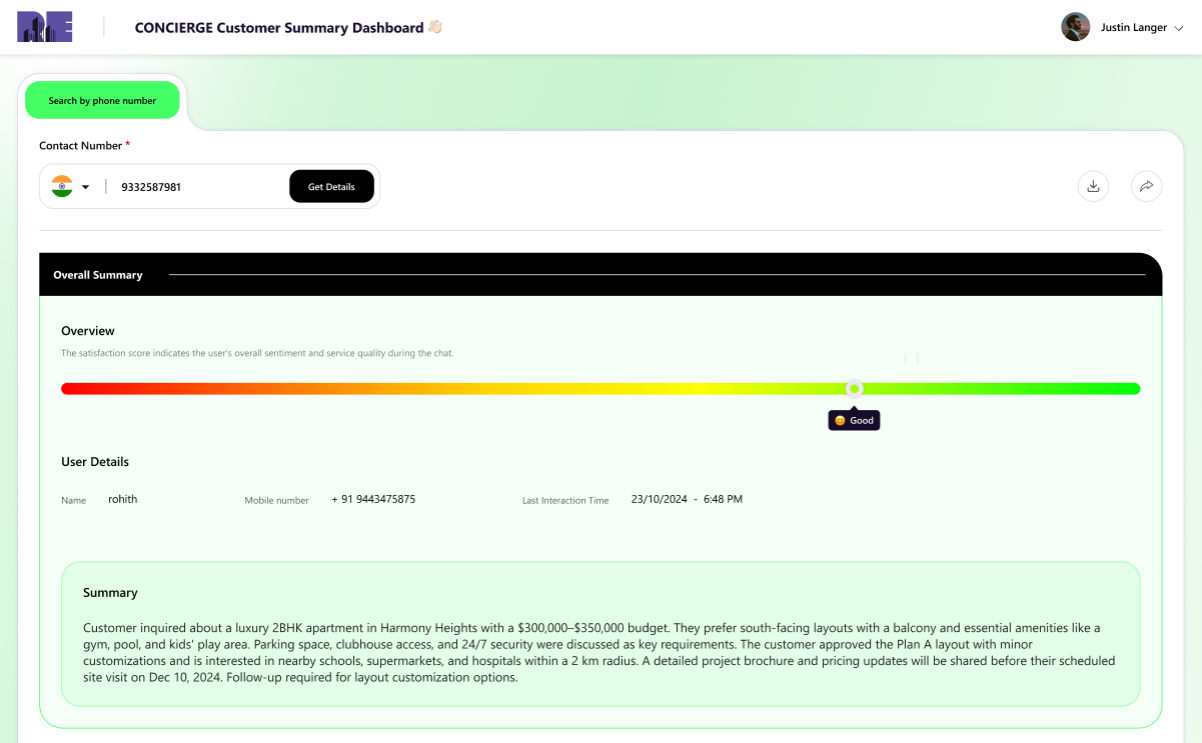 RE
CONCIERGE Customer Summary Dashboard 👋🏻
Justin Langer
Search by phone number
Contact Number *
9332587981
Get Details
Overall Summary
Overview
The satisfaction score indicates the user's overall sentiment and service quality during the chat.
😊 Good
User Details
Name rohith Mobile number + 91 9443475875 Last Interaction Time 23/10/2024 - 6:48 PM
Summary
Customer inquired about a luxury 2BHK apartment in Harmony Heights with a $300,000–$350,000 budget. They prefer south-facing layouts with a balcony and essential amenities like a
gym, pool, and kids' play area. Parking space, clubhouse access, and 24/7 security were discussed as key requirements. The customer approved the Plan A layout with minor
customizations and is interested in nearby schools, supermarkets, and hospitals within a 2 km radius. A detailed project brochure and pricing updates will be shared before their scheduled
site visit on Dec 10, 2024. Follow-up required for layout customization options.